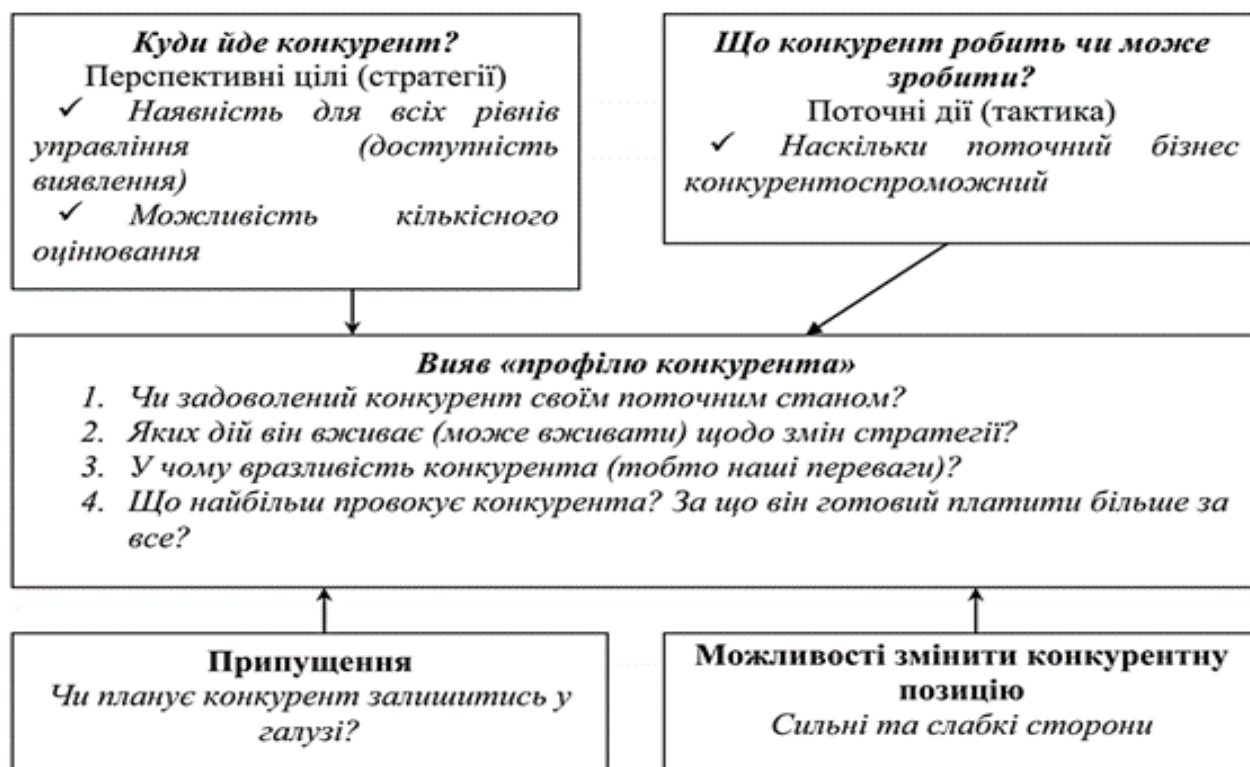 Куди йде конкурент?
Перспективні цілі (стратегії)
✓ Наявність для всіх рівнів
управління (доступність
виявлення)
✓ Можливість кількісного
оцінювання
Що конкурент робить чи може
зробити?
Поточні дії (тактика)
✓ Наскільки поточний бізнес
конкурентоспроможний
Вияв «профілю конкурента»
1. Чи задоволений конкурент своїм поточним станом?
2. Яких дій він вживає (може вживати) щодо змін стратегії?
3. У чому вразливість конкурента (тобто наші переваги)?
4. Що найбільш провокує конкурента? За що він готовий платити більше за
все?
Припущення
Чи планує конкурент залишитись у
галузі?
Можливості змінити конкурентну
позицію
Сильні та слабкі сторони